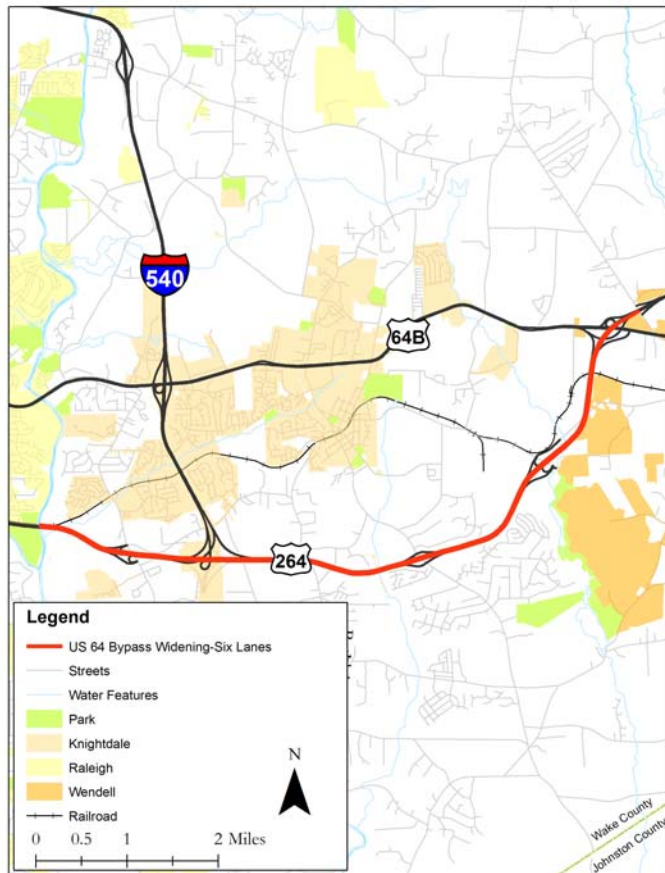 540
64B
264
Legend
US 64 Bypass Widening-Six Lanes
Streets
Water Features
Park
Knightdale
Raleigh
Wendell
Railroad
N
0 0.5 1 2 Miles
Wake County
Johnston County